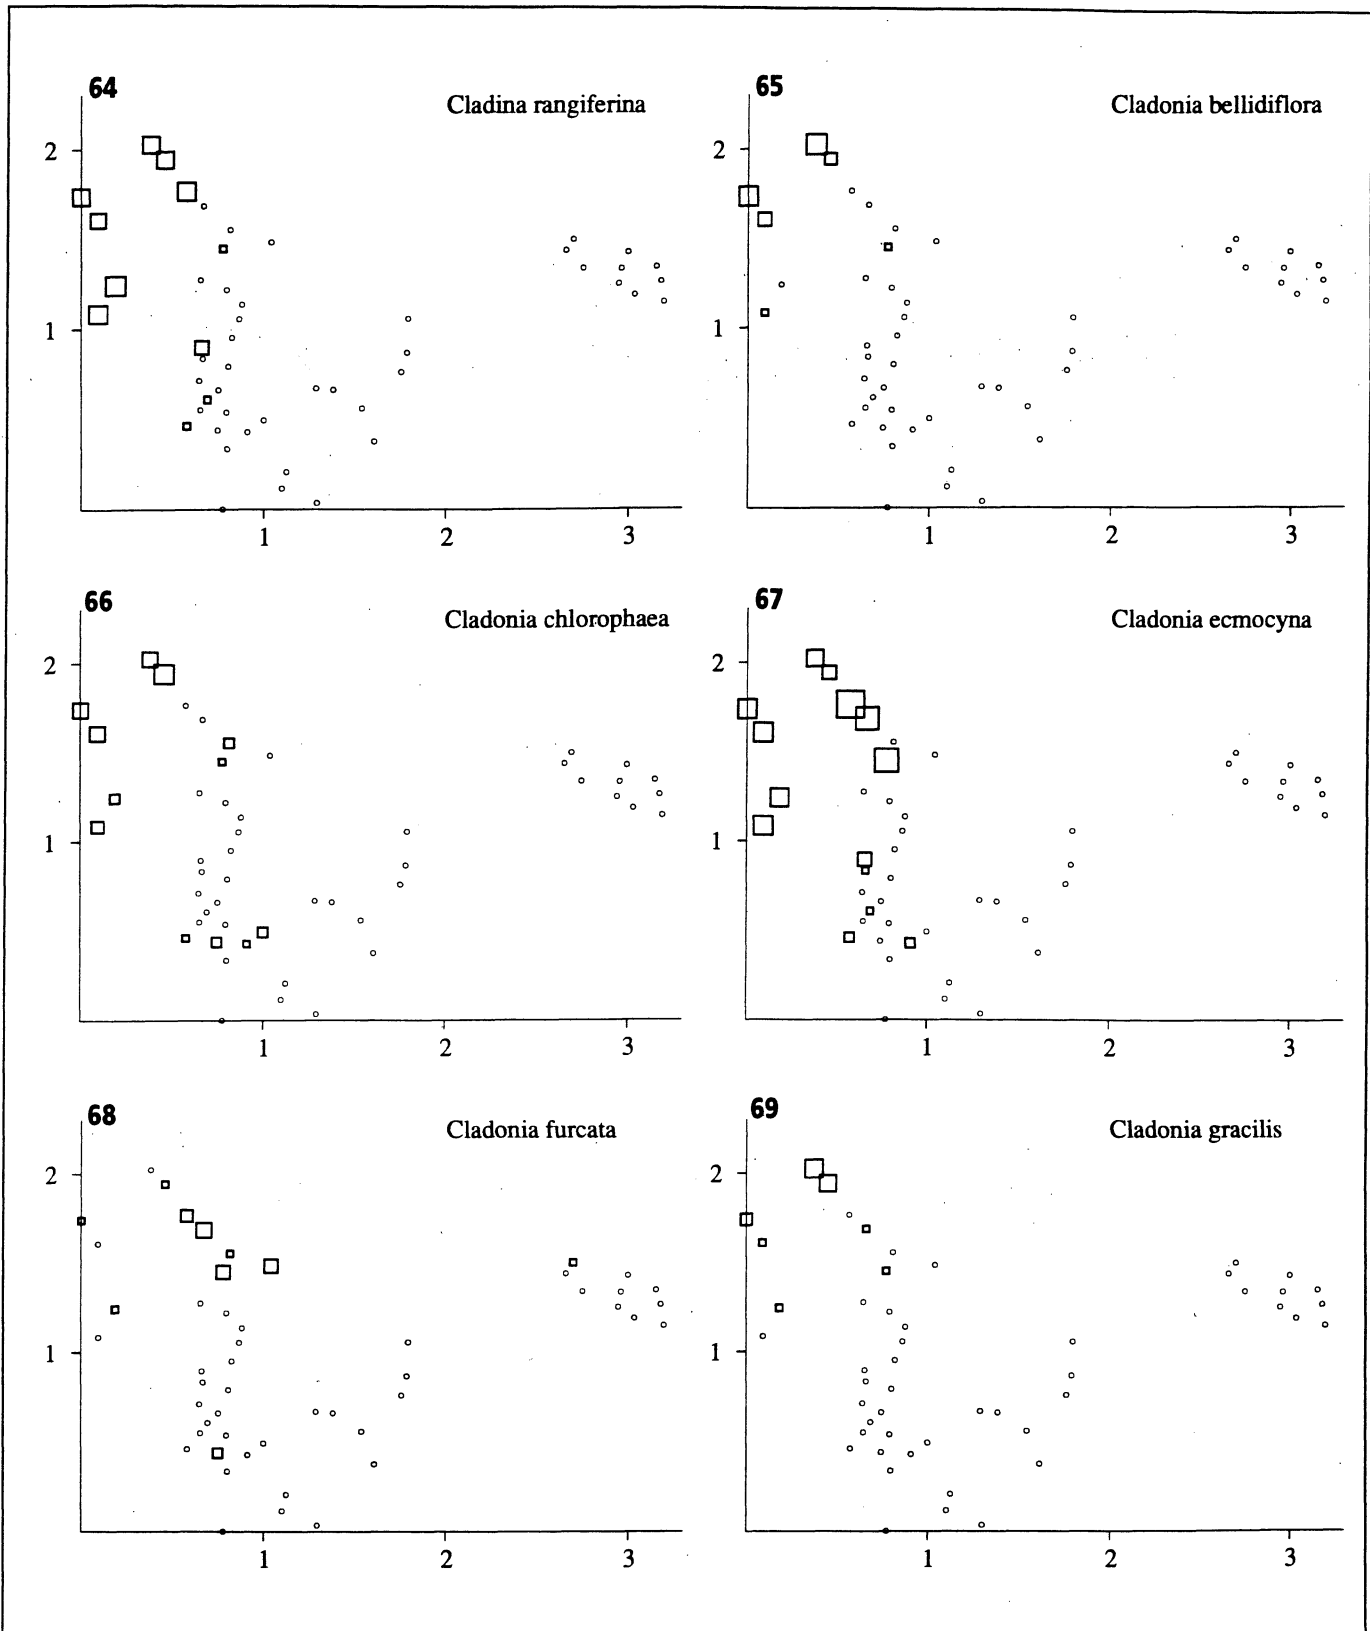 64
Cladina rangiferina
2
1
1 2 3
65
Cladonia bellidiflora
2
1
1 2 3
66
Cladonia chlorophaea
2
1
1 2 3
67
Cladonia ecmocyna
2
1
1 2 3
68
Cladonia furcata
2
1
1 2 3
69
Cladonia gracilis
2
1
1 2 3